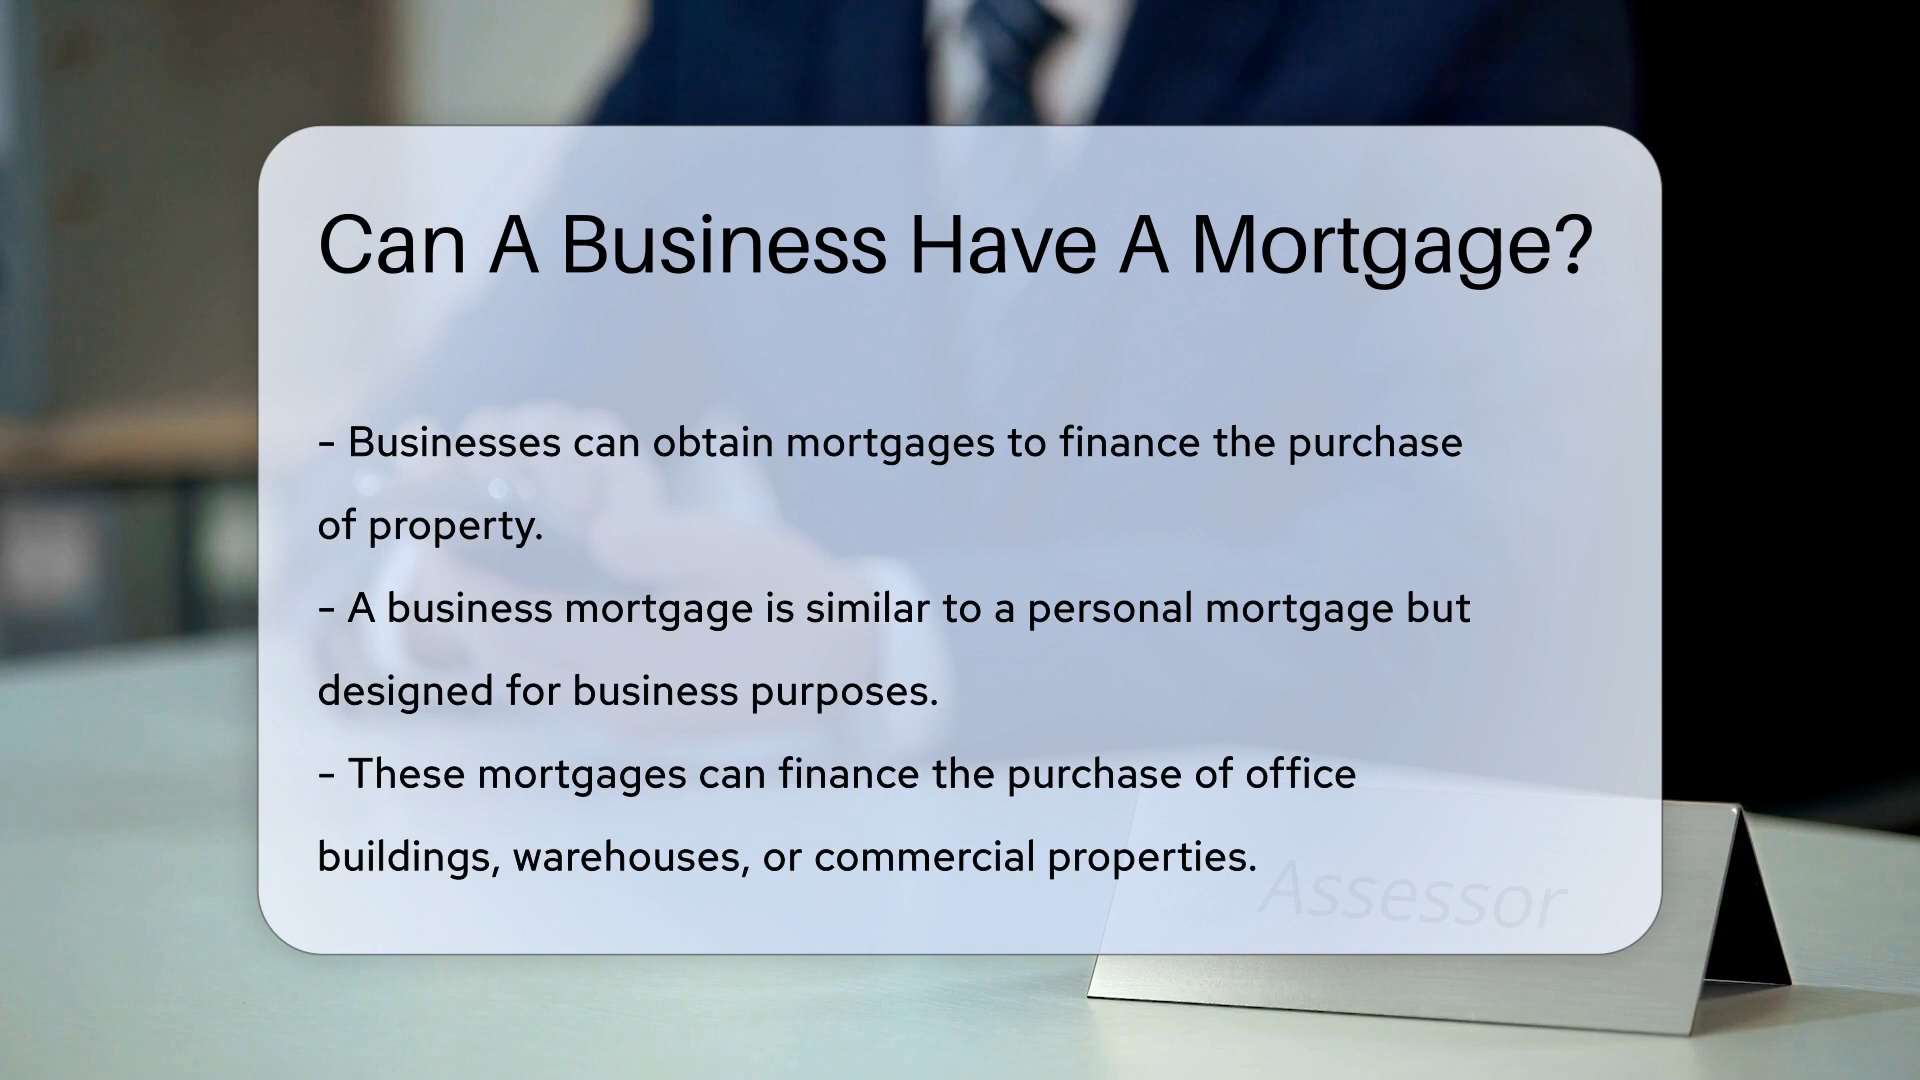 Can A Business Have A Mortgage?
- Businesses can obtain mortgages to finance the purchase
of property.
- A business mortgage is similar to a personal mortgage but
designed for business purposes.
- These mortgages can finance the purchase of office
buildings, warehouses, or commercial properties.
Assessor